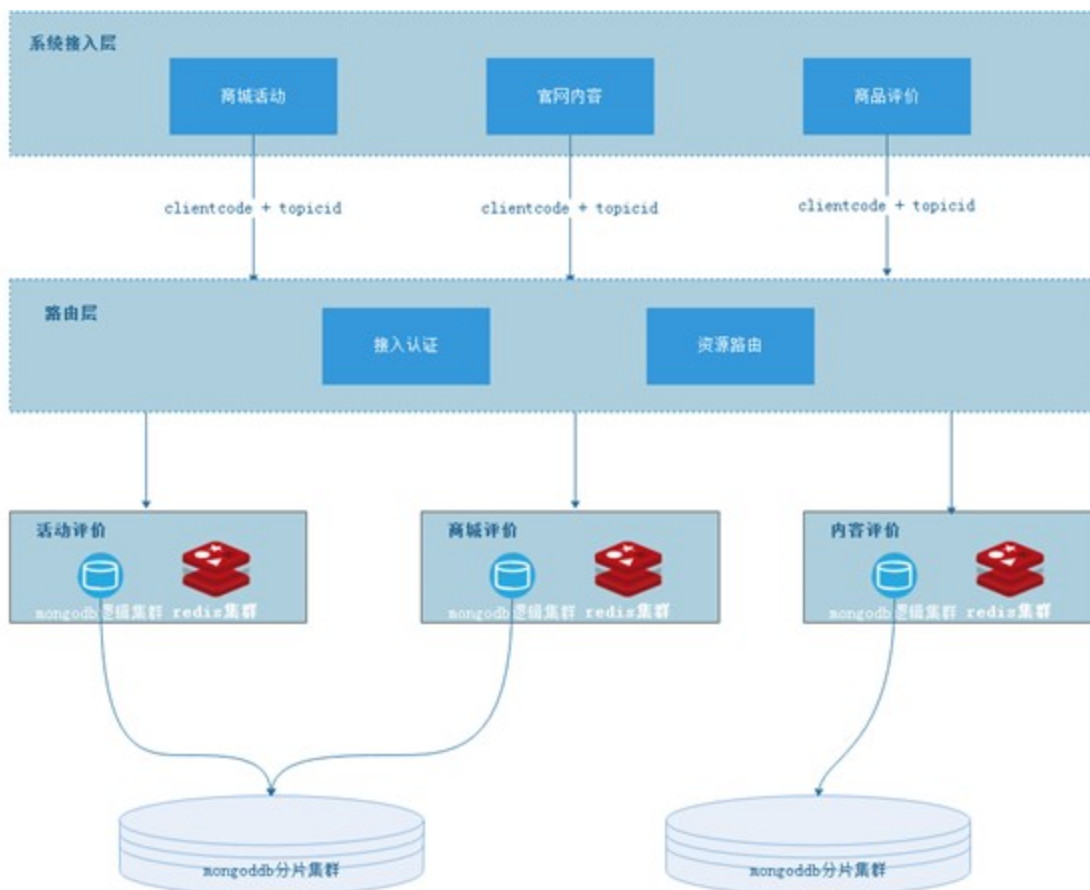 系统接入层
商城活动
官网内容
商品评价
clientcode + topicid
clientcode + topicid
clientcode + topicid
路由层
接入认证
资源路由
活动评价
商城评价
内容评价
mongodb逻辑集群 redis集群
mongodb逻辑集群 redis集群
mongodb逻辑集群 redis集群
mongoddb分片集群
mongoddb分片集群